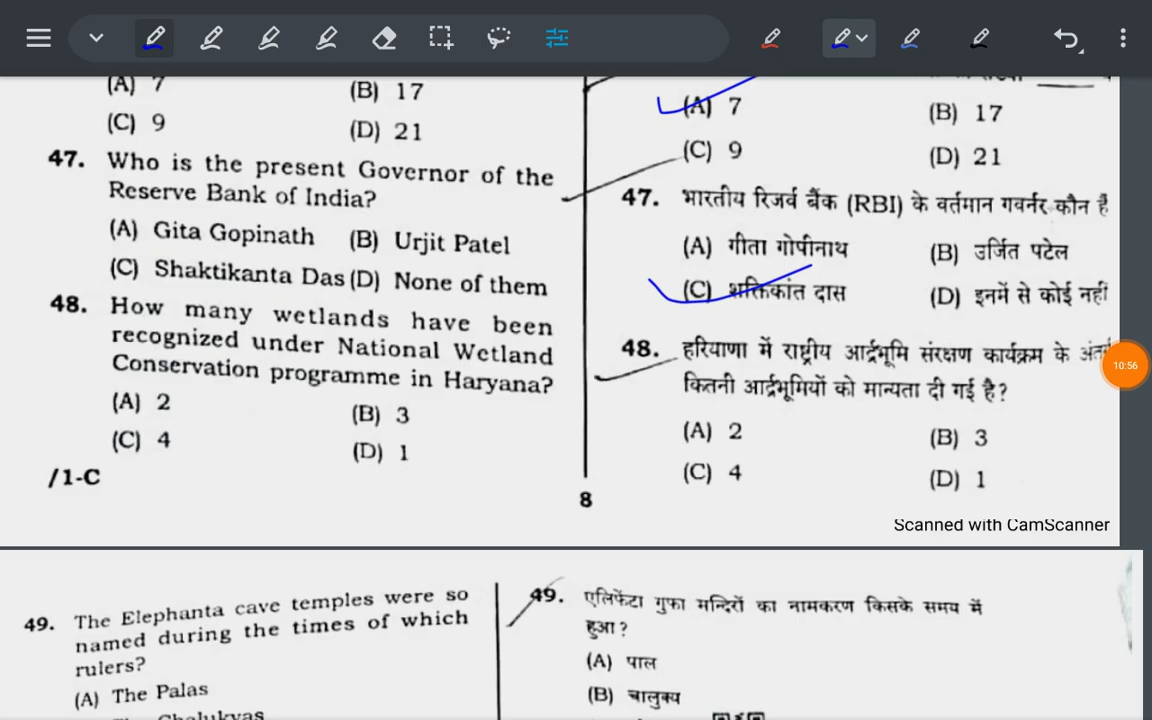 (A) 7
(B) 17
(C) 9
(D) 21
47. Who is the present Governor of the
Reserve Bank of India?
(A) Gita Gopinath (B) Urjit Patel
(C) Shaktikanta Das (D) None of them
48. How many wetlands have been
recognized under National Wetland
Conservation programme in Haryana?
(A) 2
(B) 3
(C) 4
(D) 1
/1-C
8
(A) 7
(B) 17
(C) 9
(D) 21
47. भारतीय रिजर्व बैंक (RBI) के वर्तमान गवर्नर कौन हैं
(A) गीता गोपीनाथ
(B) उर्जित पटेल
(C) शक्तिकांत दास
(D) इनमें से कोई नहीं
48. हरियाणा में राष्ट्रीय आर्द्रभूमि संरक्षण कार्यक्रम के
कितनी आर्द्रभूमियों को मान्यता दी गई है?
(A) 2
(B) 3
(C) 4
(D) 1
10:56
Scanned with CamScanner
49. The Elephanta cave temples were so
named during the times of which
rulers?
(A) The Palas
Chalukyas
49. एलिफेंटा गुफा मन्दिरों का नामकरण किसके समय में
हुआ?
(A) पाल
(B) चालुक्य